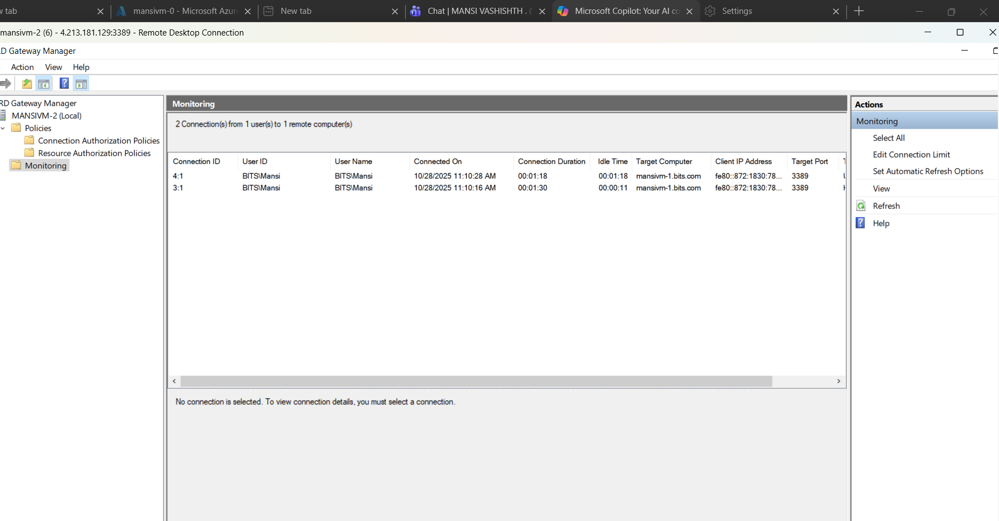 tab
mansivm-0 - Microsoft Azur
New tab
Chat | MANSI VASHISHTH . (
Microsoft Copilot: Your AI co
Settings
mansivm-2 (6) - 4.213.181.129:3389 - Remote Desktop Connection
D Gateway Manager
Action View Help
RD Gateway Manager
MANSIVM-2 (Local)
Policies
Connection Authorization Policies
Resource Authorization Policies
Monitoring
Monitoring
2 Connection(s) from 1 user(s) to 1 remote computer(s)
Connection ID User ID User Name Connected On Connection Duration Idle Time Target Computer Client IP Address Target Port
4:1 BITS\Mansi BITS\Mansi 10/28/2025 11:10:28 AM 00:01:18 00:01:18 mansivm-1.bits.com fe80::872:1830:78... 3389
3:1 BITS\Mansi BITS\Mansi 10/28/2025 11:10:16 AM 00:01:30 00:00:11 mansivm-1.bits.com fe80::872:1830:78... 3389
No connection is selected. To view connection details, you must select a connection.
Actions
Monitoring
Select All
Edit Connection Limit
Set Automatic Refresh Options
View
Refresh
Help